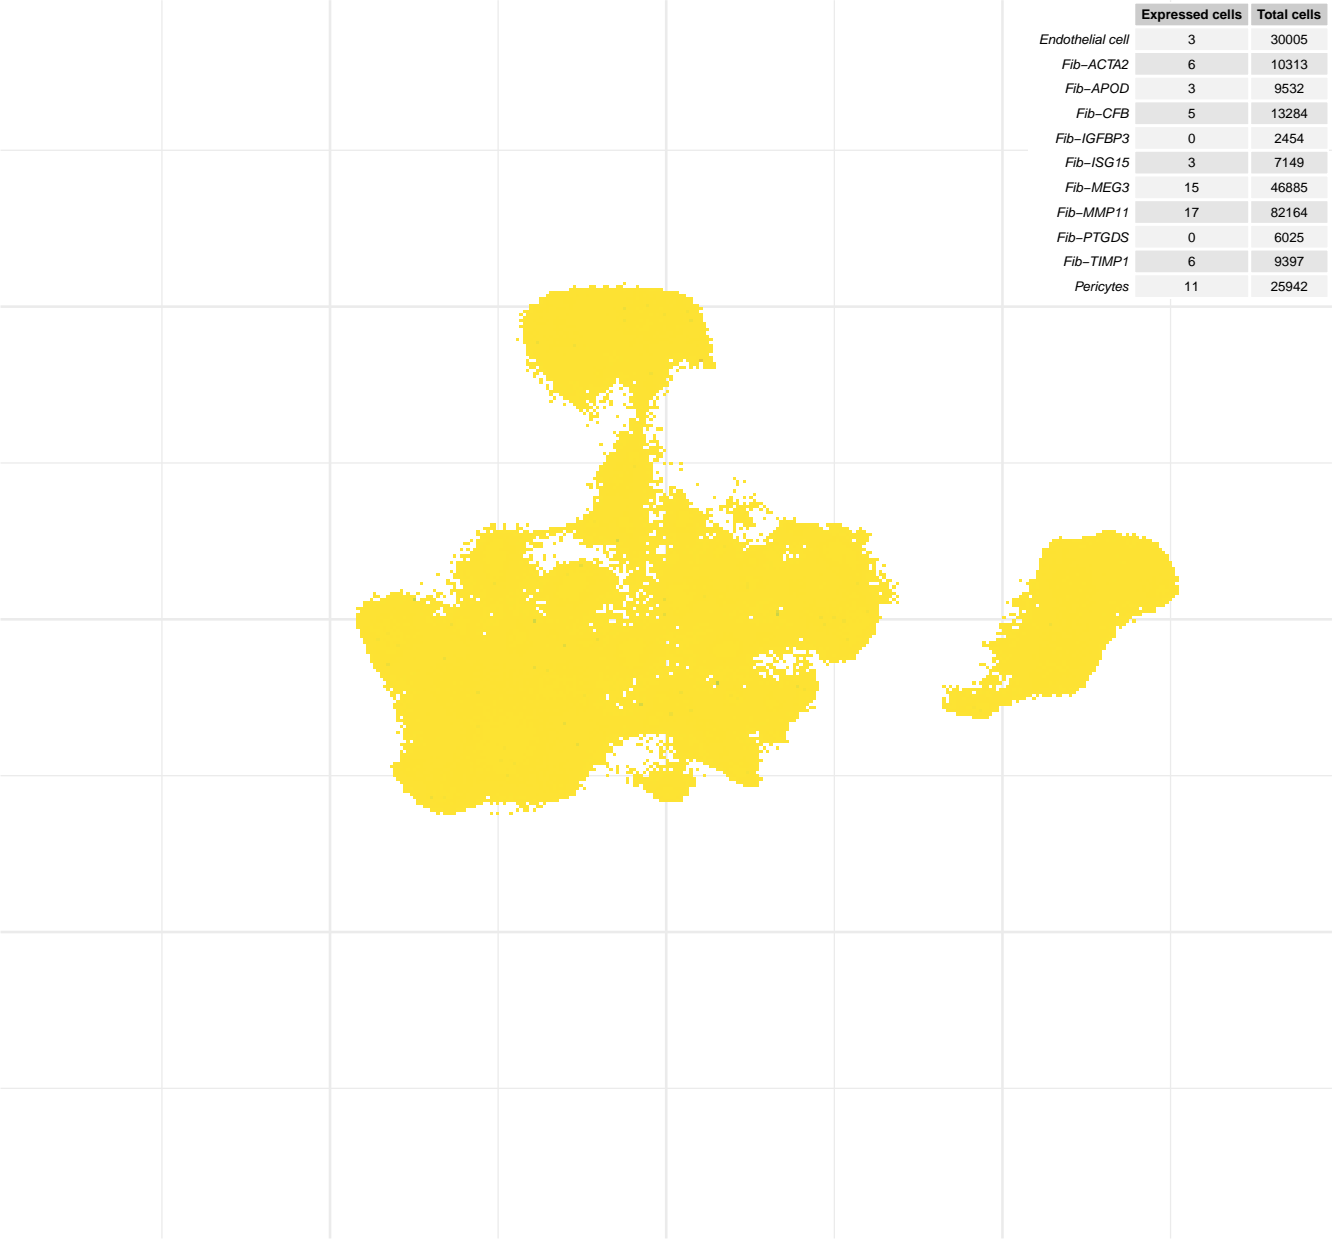 Expressed cells Total cells
Endothelial cell 3 30005
Fib−ACTA2 6 10313
Fib−APOD 3 9532
Fib−CFB 5 13284
Fib−IGFBP3 0 2454
Fib−ISG15 3 7149
Fib−MEG3 15 46885
Fib−MMP11 17 82164
Fib−PTGDS 0 6025
Fib−TIMP1 6 9397
Pericytes 11 25942